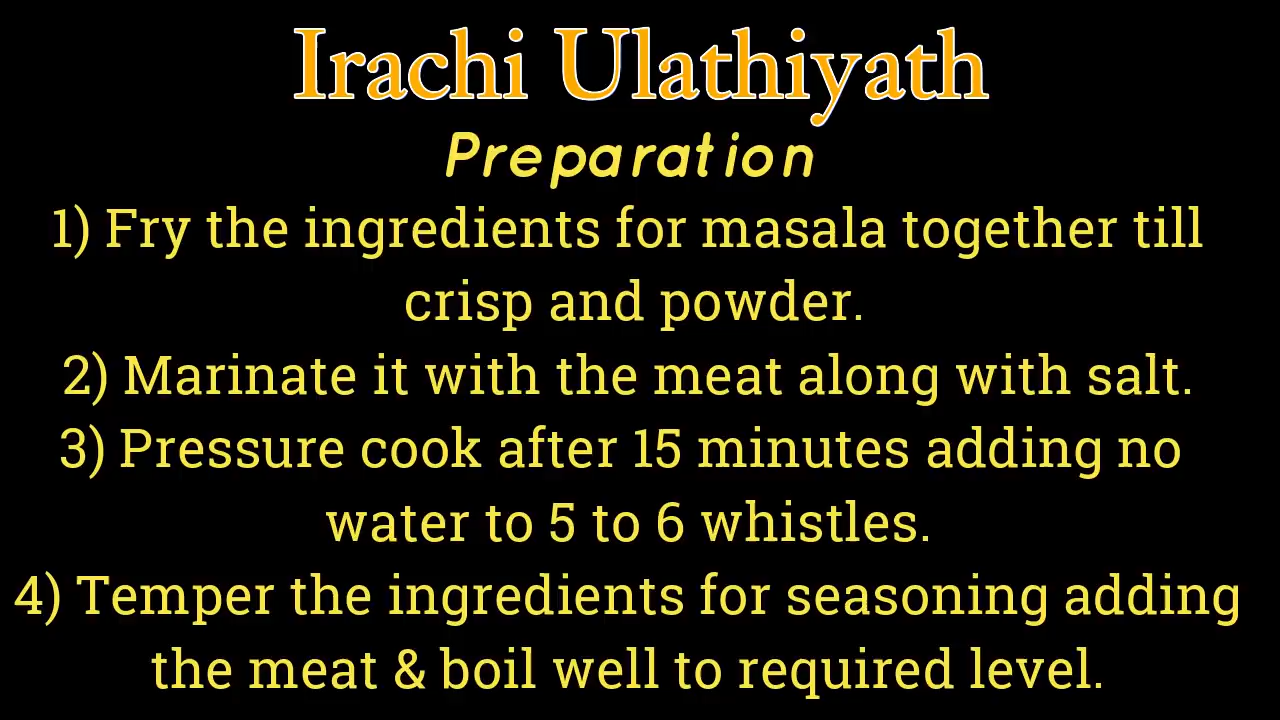 Irachi Ulathiyath
Preparation
1) Fry the ingredients for masala together till
crisp and powder.
2) Marinate it with the meat along with salt.
3) Pressure cook after 15 minutes adding no
water to 5 to 6 whistles.
4) Temper the ingredients for seasoning adding
the meat & boil well to required level.